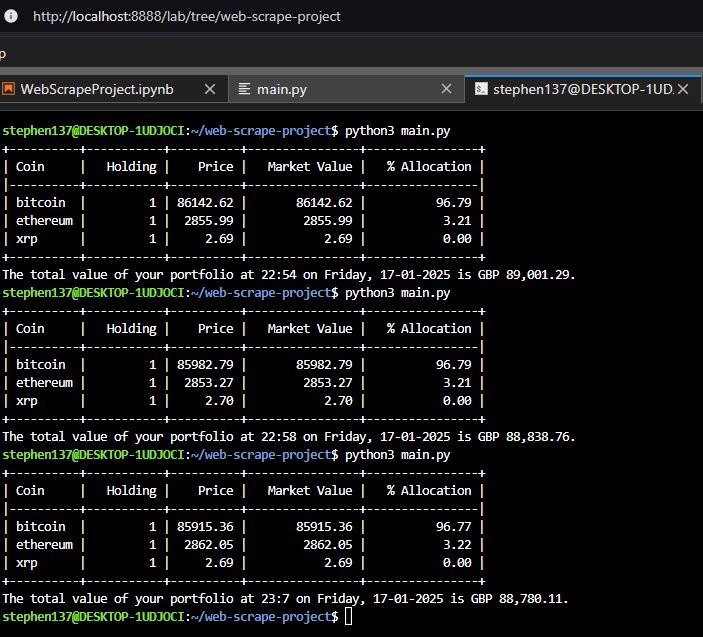 http://localhost:8888/lab/tree/web-scrape-project
p
WebScrapeProject.ipynb × main.py × stephen137@DESKTOP-1UD. ×
stephen137@DESKTOP-1UDJOCI:~/web-scrape-project$ python3 main.py
+----------+-----------+----------+----------------+----------------+
| Coin     |   Holding |    Price |   Market Value |   % Allocation |
|----------+-----------+----------+----------------+----------------|
| bitcoin  |         1 | 86142.62 |       86142.62 |          96.79 |
| ethereum |         1 |  2855.99 |        2855.99 |           3.21 |
| xrp      |         1 |     2.69 |           2.69 |           0.00 |
+----------+-----------+----------+----------------+----------------+
The total value of your portfolio at 22:54 on Friday, 17-01-2025 is GBP 89,001.29.
stephen137@DESKTOP-1UDJOCI:~/web-scrape-project$ python3 main.py
+----------+-----------+----------+----------------+----------------+
| Coin     |   Holding |    Price |   Market Value |   % Allocation |
|----------+-----------+----------+----------------+----------------|
| bitcoin  |         1 | 85982.79 |       85982.79 |          96.79 |
| ethereum |         1 |  2853.27 |        2853.27 |           3.21 |
| xrp      |         1 |     2.70 |           2.70 |           0.00 |
+----------+-----------+----------+----------------+----------------+
The total value of your portfolio at 22:58 on Friday, 17-01-2025 is GBP 88,838.76.
stephen137@DESKTOP-1UDJOCI:~/web-scrape-project$ python3 main.py
+----------+-----------+----------+----------------+----------------+
| Coin     |   Holding |    Price |   Market Value |   % Allocation |
|----------+-----------+----------+----------------+----------------|
| bitcoin  |         1 | 85915.36 |       85915.36 |          96.77 |
| ethereum |         1 |  2862.05 |        2862.05 |           3.22 |
| xrp      |         1 |     2.69 |           2.69 |           0.00 |
+----------+-----------+----------+----------------+----------------+
The total value of your portfolio at 23:7 on Friday, 17-01-2025 is GBP 88,780.11.
stephen137@DESKTOP-1UDJOCI:~/web-scrape-project$